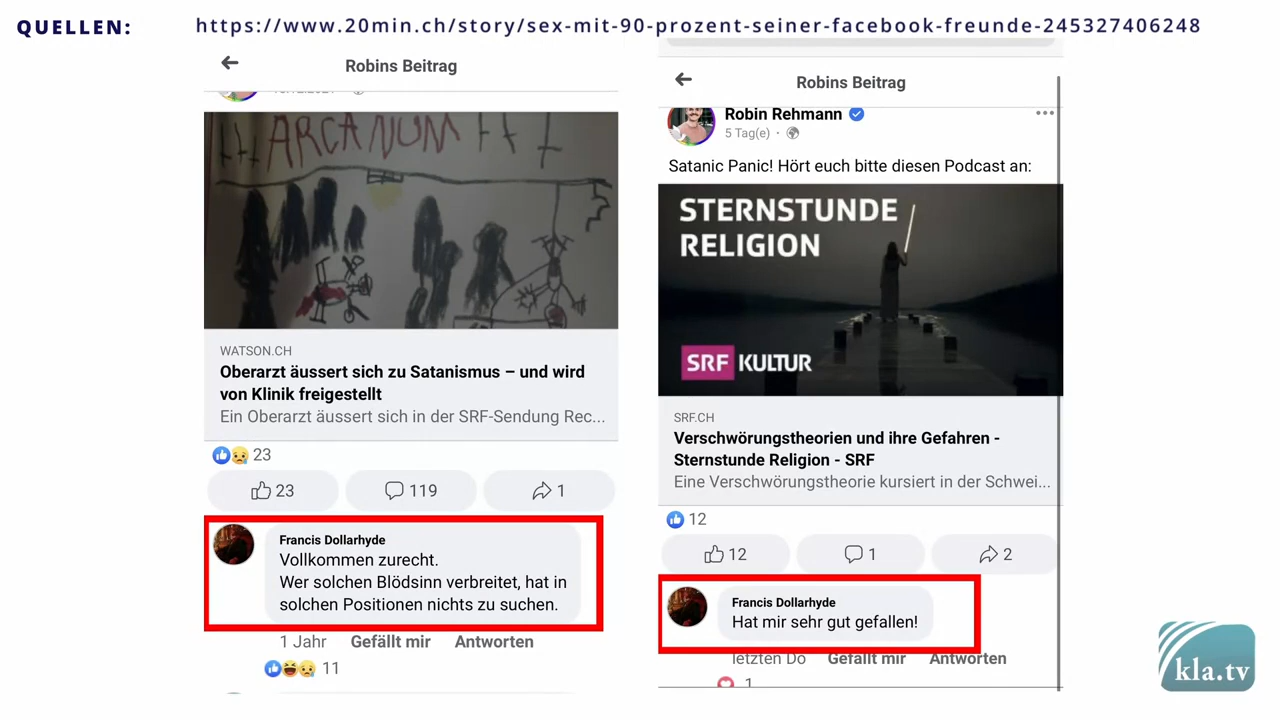 QUELLEN: https://www.20min.ch/story/sex-mit-90-prozent-seiner-facebook-freunde-245327406248
Robins Beitrag
ARCANUM
WATSON.CH
Oberarzt äussert sich zu Satanismus – und wird
von Klinik freigestellt
Ein Oberarzt äussert sich in der SRF-Sendung Rec...
23
23 119 1
Francis Dollarhyde
Vollkommen zurecht.
Wer solchen Blödsinn verbreitet, hat in
solchen Positionen nichts zu suchen.
1 Jahr Gefällt mir Antworten
11
Robins Beitrag
Robin Rehmann
5 Tag(e) ·
Satanic Panic! Hört euch bitte diesen Podcast an:
STERNSTUNDE
RELIGION
SRF KULTUR
SRF.CH
Verschwörungstheorien und ihre Gefahren -
Sternstunde Religion - SRF
Eine Verschwörungstheorie kursiert in der Schwei...
12
12 1 2
Francis Dollarhyde
Hat mir sehr gut gefallen!
letzten Do Gefällt mir Antworten
1
kla.tv